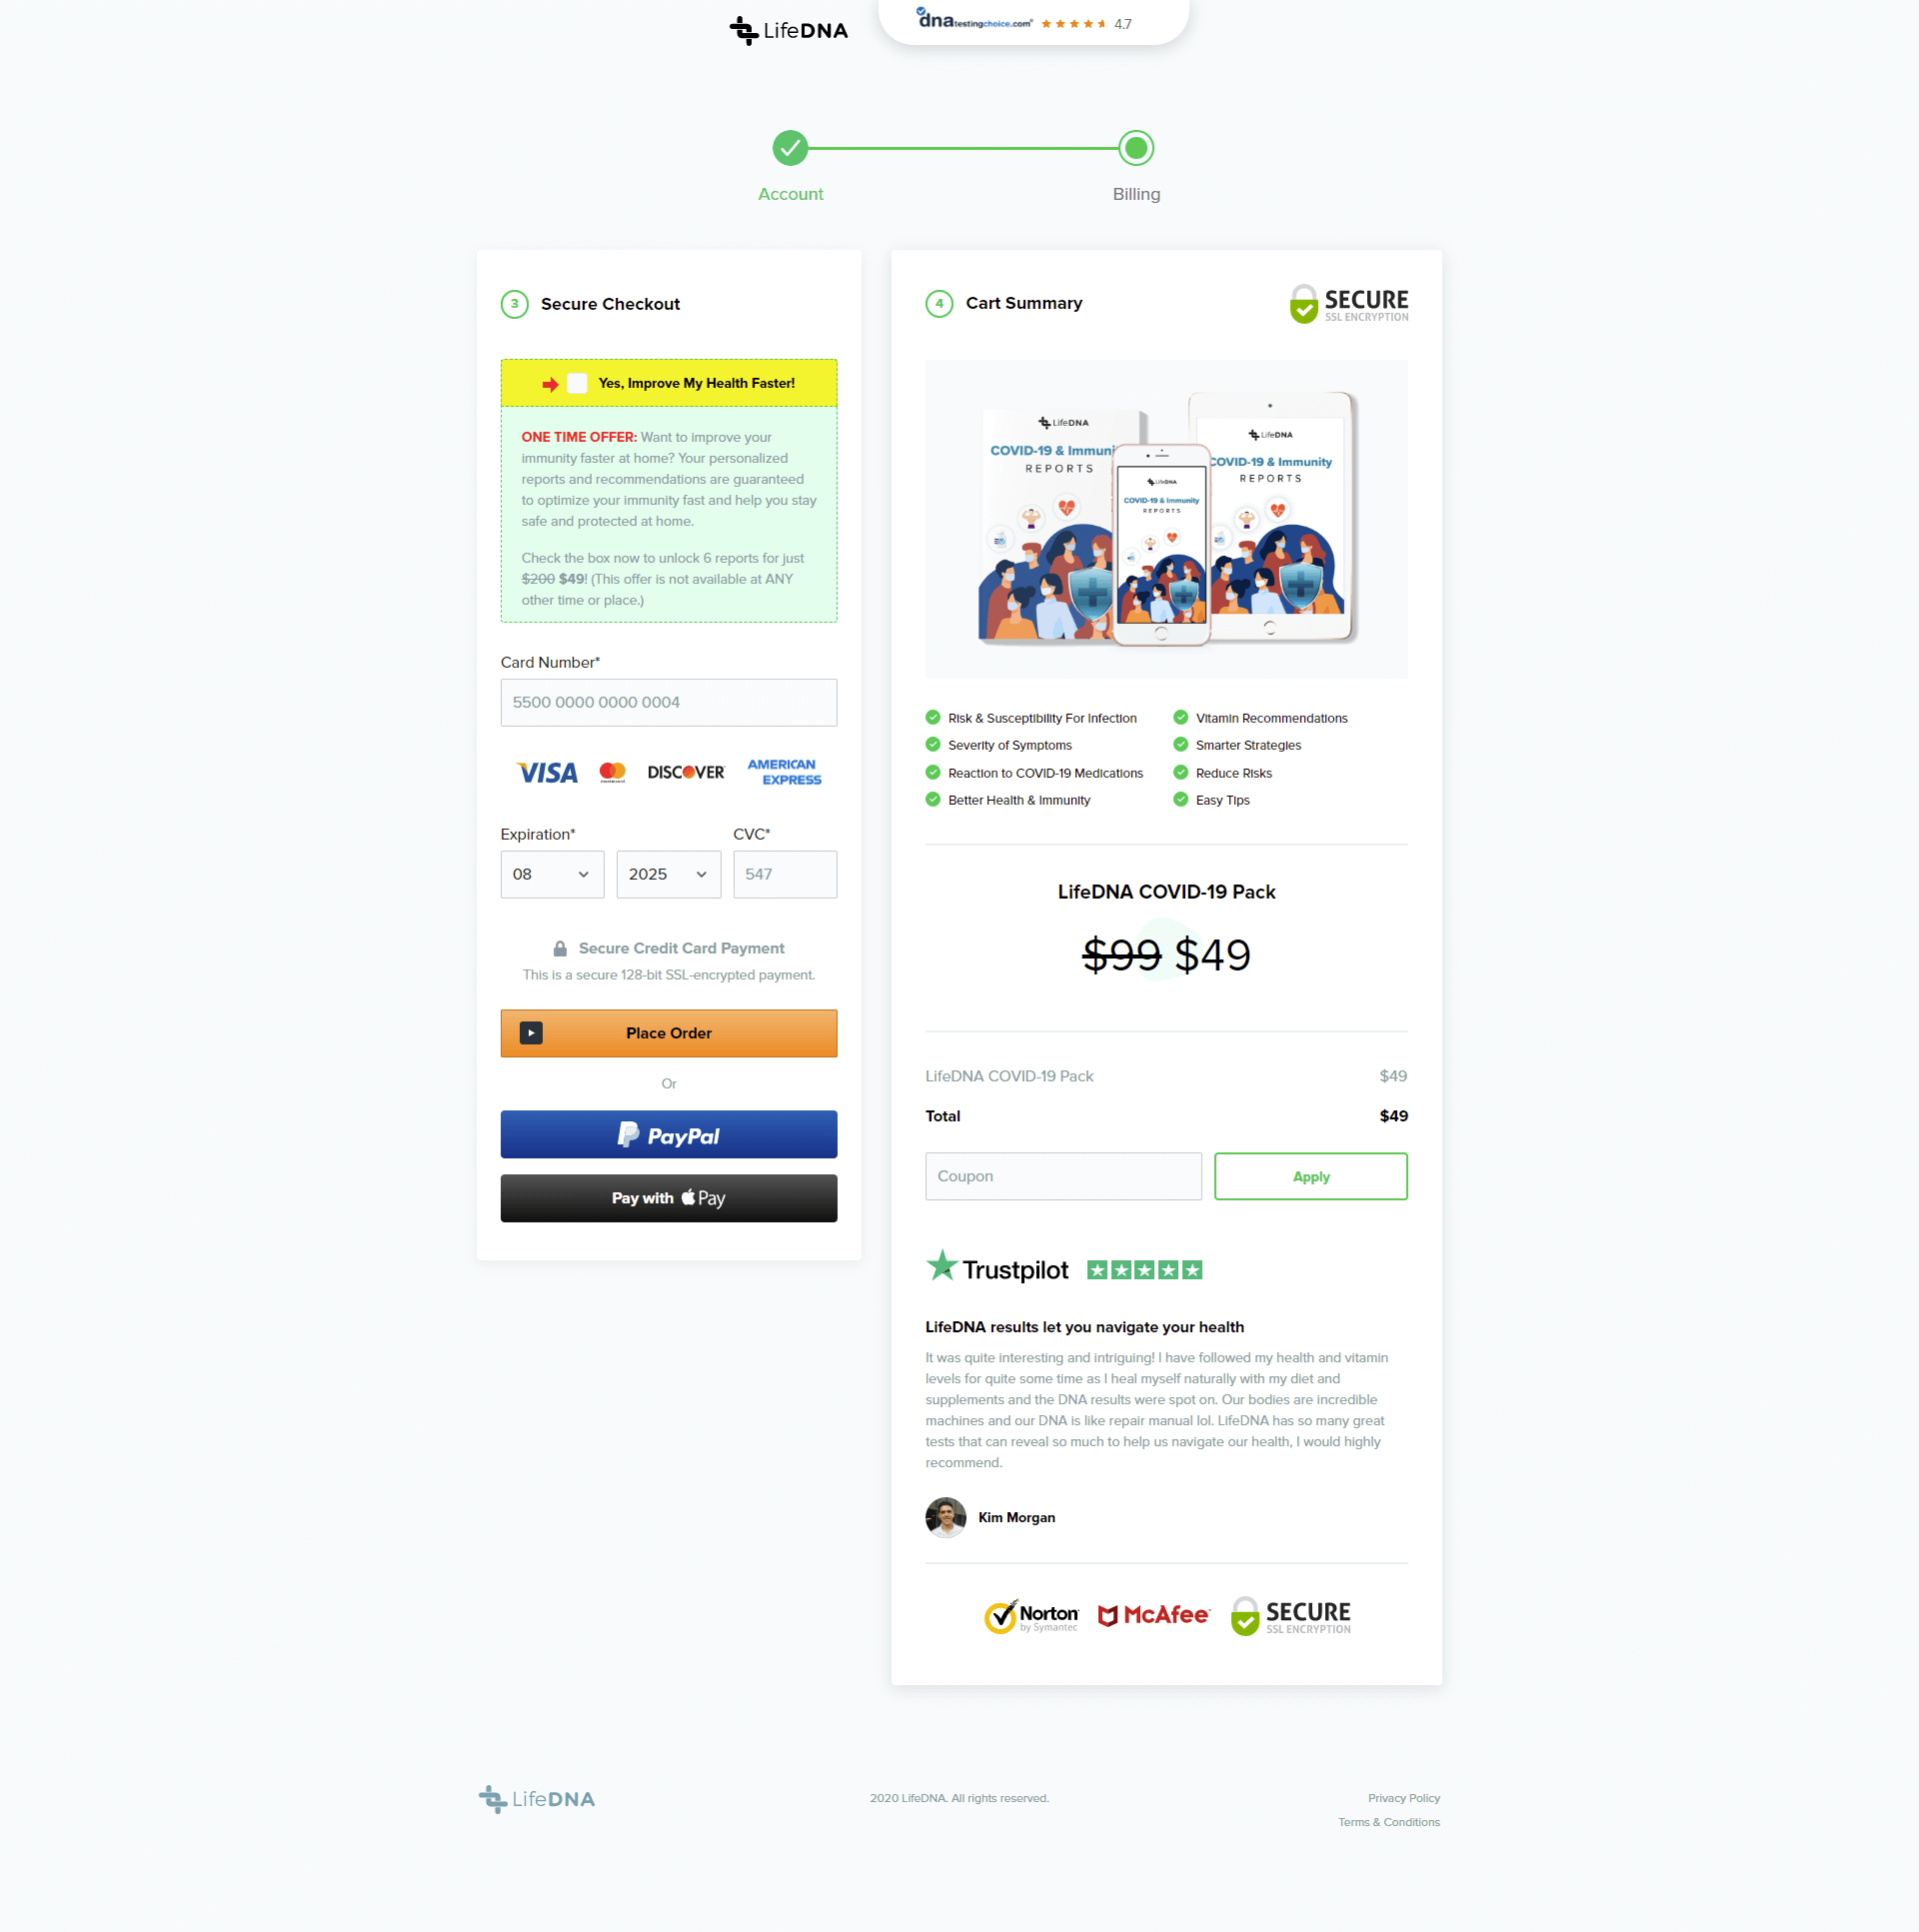 LifeDNA
dnatestingchoice.com 4.7
Account
Billing
3 Secure Checkout
Yes, Improve My Health Faster!
ONE TIME OFFER: Want to improve your
immunity faster at home? Your personalized
reports and recommendations are guaranteed
to optimize your immunity fast and help you stay
safe and protected at home.
Check the box now to unlock 6 reports for just
$200 $49! (This offer is not available at ANY
other time or place.)
Card Number*
5500 0000 0000 0004
VISA mastercard DISCOVER AMERICAN
EXPRESS
Expiration*
CVC*
08
2025
547
Secure Credit Card Payment
This is a secure 128-bit SSL-encrypted payment.
Place Order
Or
PayPal
Pay with Pay
4 Cart Summary
SECURE
SSL ENCRYPTION
LifeDNA
COVID-19 & Immuni
REPORTS
LifeDNA
COVID-19 & Immunity
REPORTS
LifeDNA
COVID-19 & Immunity
REPORTS
Risk & Susceptibility For Infection
Severity of Symptoms
Reaction to COVID-19 Medications
Better Health & Immunity
Vitamin Recommendations
Smarter Strategies
Reduce Risks
Easy Tips
LifeDNA COVID-19 Pack
$99 $49
LifeDNA COVID-19 Pack $49
Total $49
Coupon
Apply
Trustpilot
LifeDNA results let you navigate your health
It was quite interesting and intriguing! I have followed my health and vitamin
levels for quite some time as I heal myself naturally with my diet and
supplements and the DNA results were spot on. Our bodies are incredible
machines and our DNA is like repair manual lol. LifeDNA has so many great
tests that can reveal so much to help us navigate our health, I would highly
recommend.
Kim Morgan
Norton
by Symantec
McAfee
SECURE
SSL ENCRYPTION
LifeDNA
2020 LifeDNA. All rights reserved.
Privacy Policy
Terms & Conditions